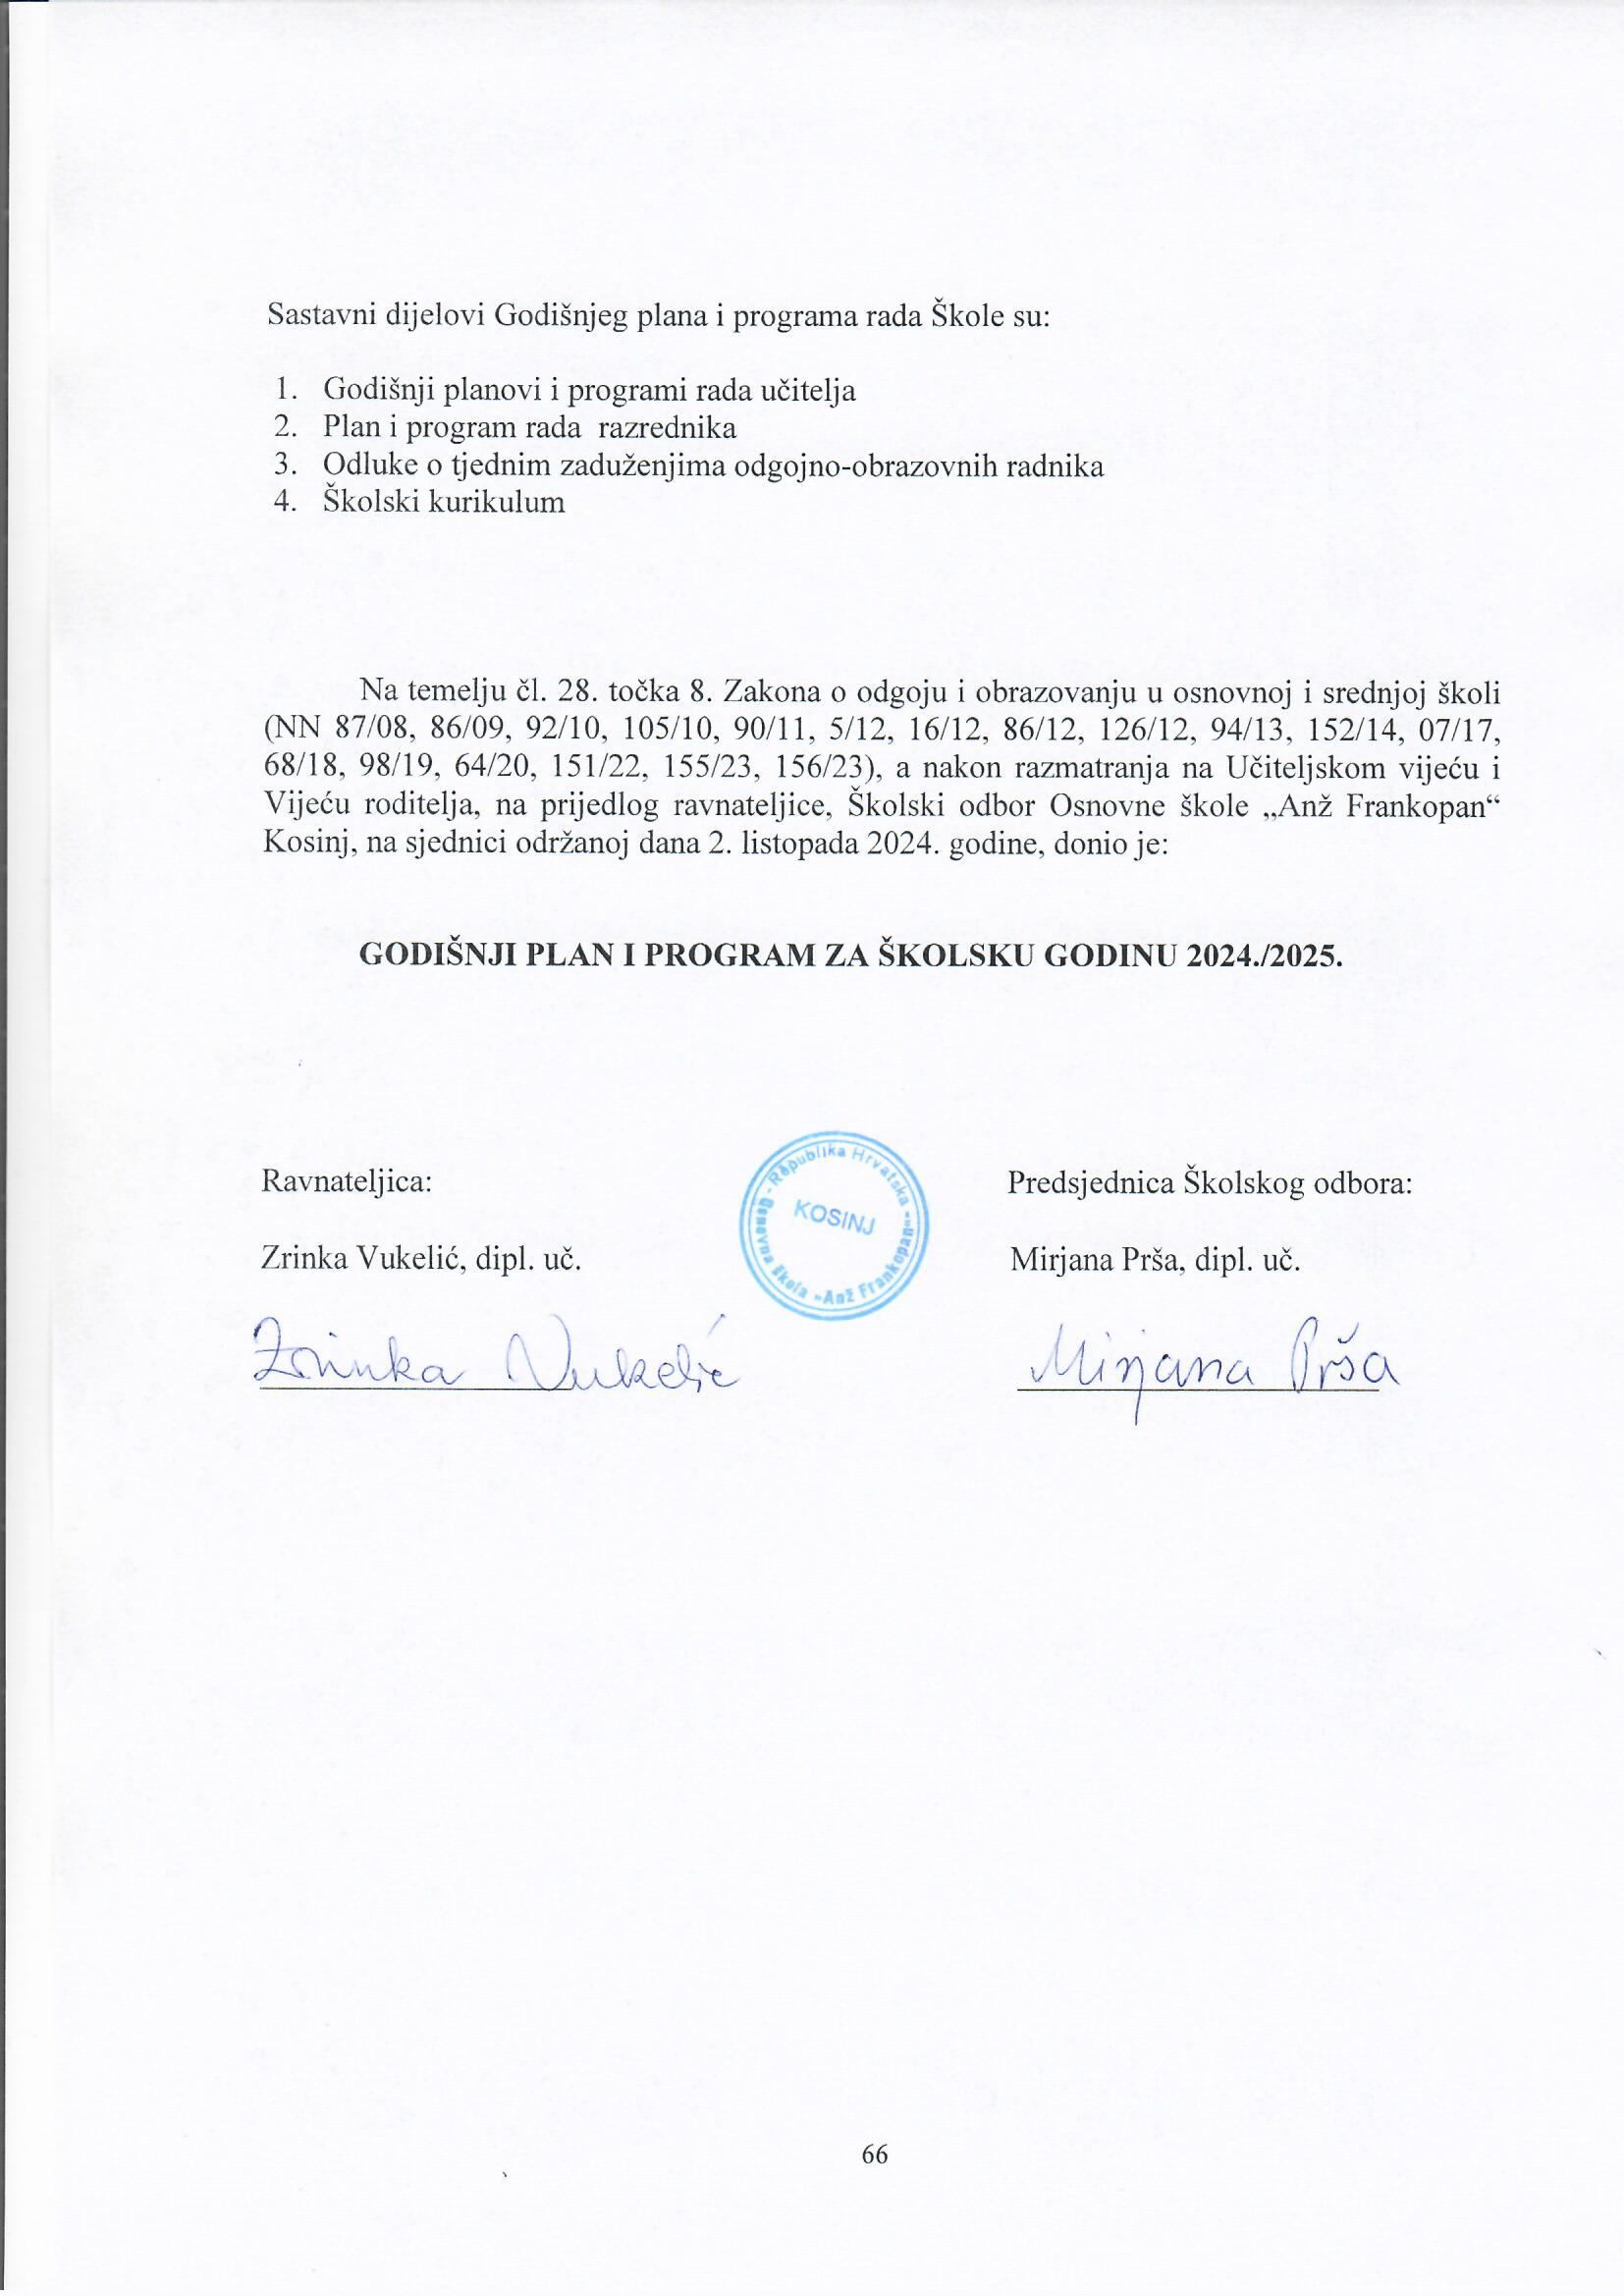 Sastavni dijelovi Godišnjeg plana i programa rada Škole su:
1. Godišnji planovi i programi rada učitelja
2. Plan i program rada razrednika
3. Odluke o tjednim zaduženjima odgojno-obrazovnih radnika
4. Školski kurikulum
Na temelju čl. 28. točka 8. Zakona o odgoju i obrazovanju u osnovnoj i srednjoj školi
(NN 87/08, 86/09, 92/10, 105/10, 90/11, 5/12, 16/12, 86/12, 126/12, 94/13, 152/14, 07/17,
68/18, 98/19, 64/20, 151/22, 155/23, 156/23), a nakon razmatranja na Učiteljskom vijeću i
Vijeću roditelja, na prijedlog ravnateljice, Školski odbor Osnovne škole „Anž Frankopan“
Kosinj, na sjednici održanoj dana 2. listopada 2024. godine, donio je:
GODIŠNJI PLAN I PROGRAM ZA ŠKOLSKU GODINU 2024./2025.
Ravnateljica:
Zrinka Vukelić, dipl. uč.
Zrinka Vukelić
Republika Hrvatska - Osnovna škola »Anž Frankopan«
KOSINJ
Predsjednica Školskog odbora:
Mirjana Prša, dipl. uč.
Mirjana Prša
66